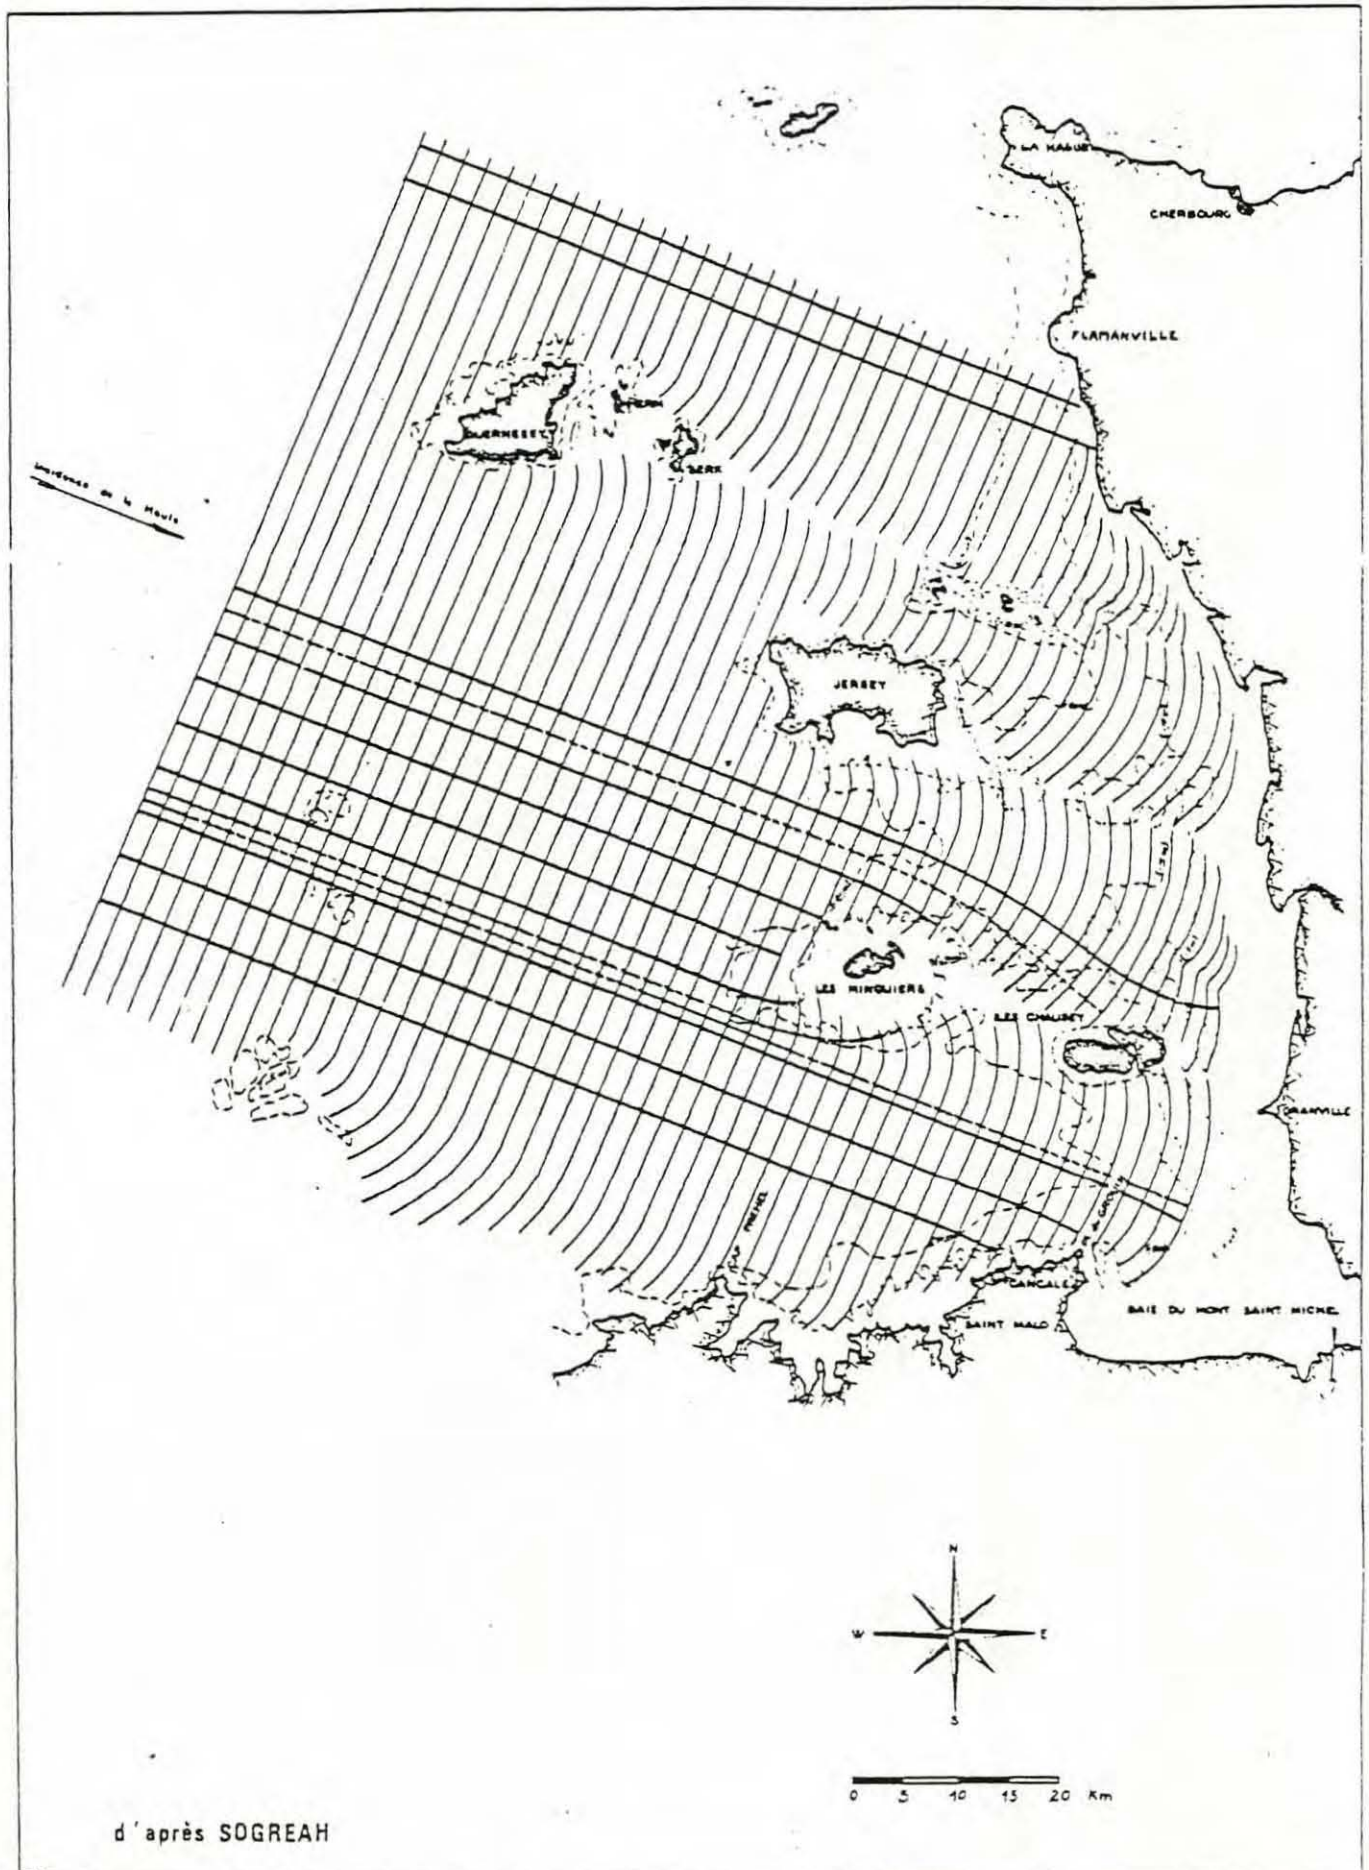 LA HAGUE
CHERBOURG
FLAMANVILLE
HERM
GUERNESEY
SERK
Incidence de la Houle
JERSEY
LES MINQUIERS
ILES CHAUSEY
GRANVILLE
CANCALE
SAINT MALO
BAIE DU MONT SAINT MICHEL
N
W
E
S
0 5 10 15 20 Km
d'après SOGREAH